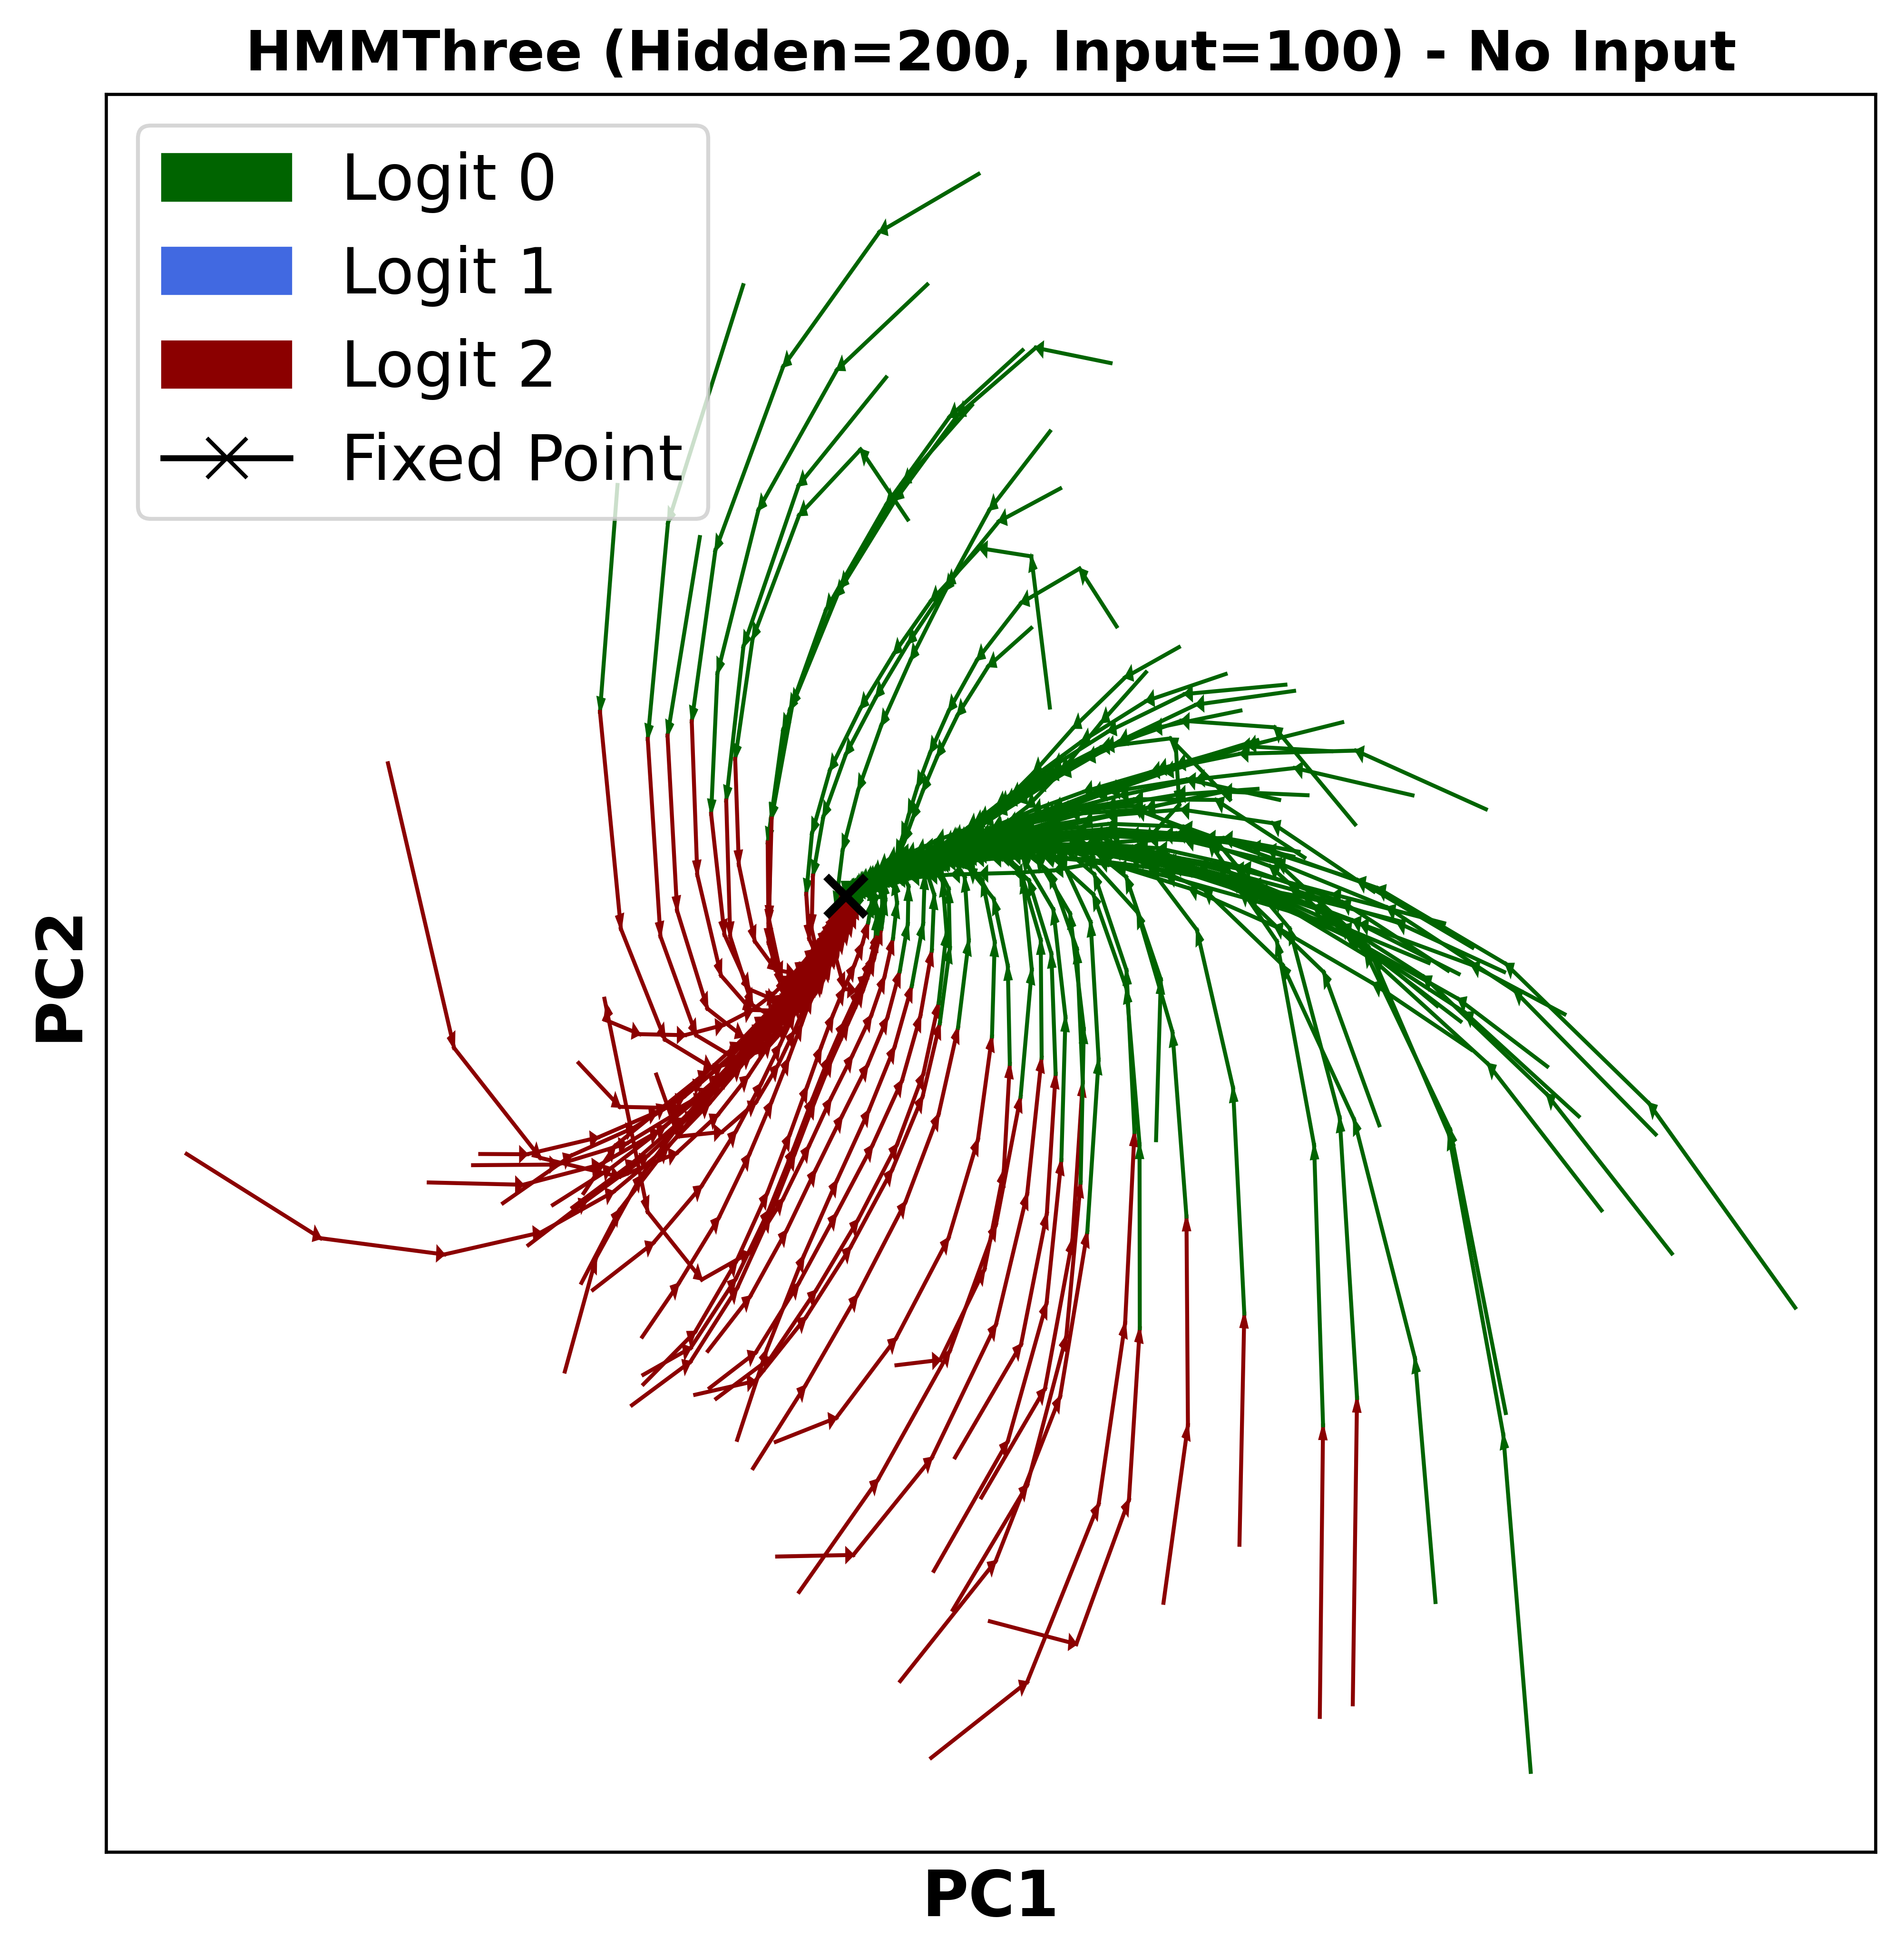 HMMThree (Hidden=200, Input=100) - No Input
Logit 0
Logit 1
Logit 2
Fixed Point
PC2
PC1